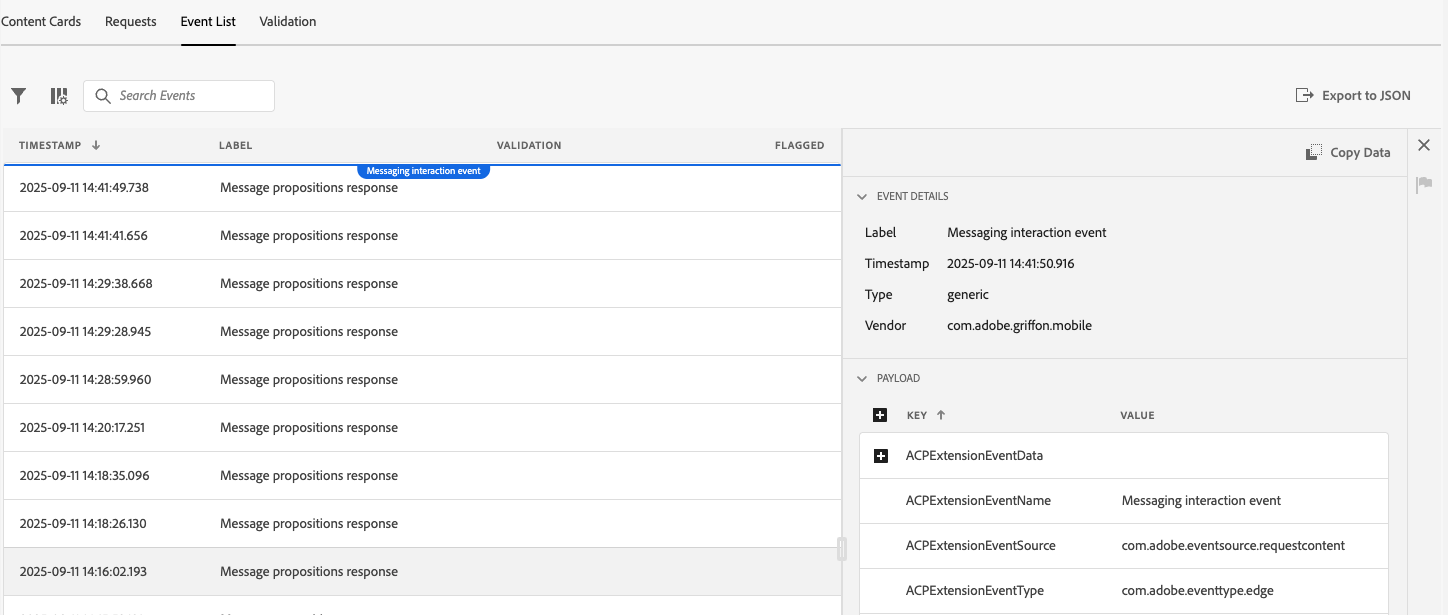 Content Cards Requests Event List Validation
Search Events Export to JSON
TIMESTAMP LABEL VALIDATION FLAGGED
Messaging interaction event
2025-09-11 14:41:49.738 Message propositions response
2025-09-11 14:41:41.656 Message propositions response
2025-09-11 14:29:38.668 Message propositions response
2025-09-11 14:29:28.945 Message propositions response
2025-09-11 14:28:59.960 Message propositions response
2025-09-11 14:20:17.251 Message propositions response
2025-09-11 14:18:35.096 Message propositions response
2025-09-11 14:18:26.130 Message propositions response
2025-09-11 14:16:02.193 Message propositions response
Copy Data
EVENT DETAILS
Label Messaging interaction event
Timestamp 2025-09-11 14:41:50.916
Type generic
Vendor com.adobe.griffon.mobile
PAYLOAD
KEY VALUE
ACPExtensionEventData
ACPExtensionEventName Messaging interaction event
ACPExtensionEventSource com.adobe.eventsource.requestcontent
ACPExtensionEventType com.adobe.eventtype.edge